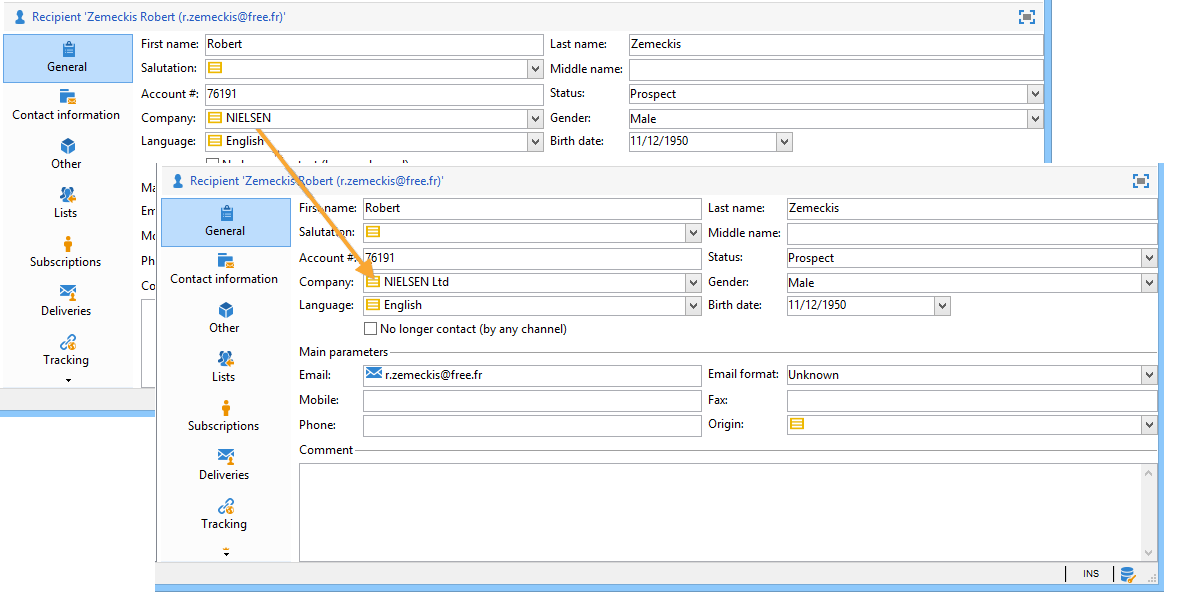 Recipient 'Zemeckis Robert (r.zemeckis@free.fr)'
General
Contact information
Other
Lists
Subscriptions
Deliveries
Tracking
First name: Robert Last name: Zemeckis
Salutation: Middle name:
Account #: 76191 Status: Prospect
Company: NIELSEN Gender: Male
Language: English Birth date: 11/12/1950
Ma
Em
Mo
Ph
Co
Recipient 'Zemeckis Robert (r.zemeckis@free.fr)'
General
Contact information
Other
Lists
Subscriptions
Deliveries
Tracking
First name: Robert Last name: Zemeckis
Salutation: Middle name:
Account #: 76191 Status: Prospect
Company: NIELSEN Ltd Gender: Male
Language: English Birth date: 11/12/1950
No longer contact (by any channel)
Main parameters
Email: r.zemeckis@free.fr Email format: Unknown
Mobile: Fax:
Phone: Origin:
Comment
INS